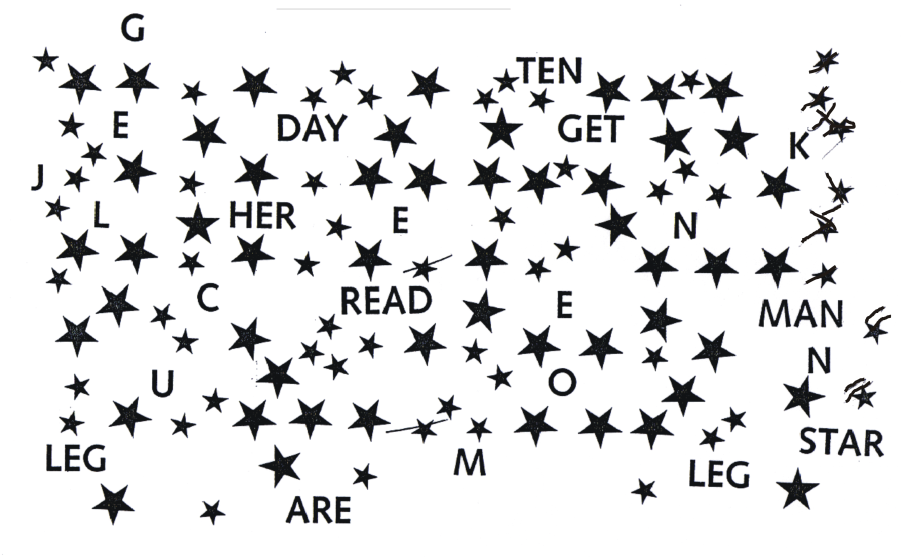 G
TEN
E DAY GET
K
J
L HER E N
C READ E MAN
N
U O
STAR
LEG M LEG
ARE